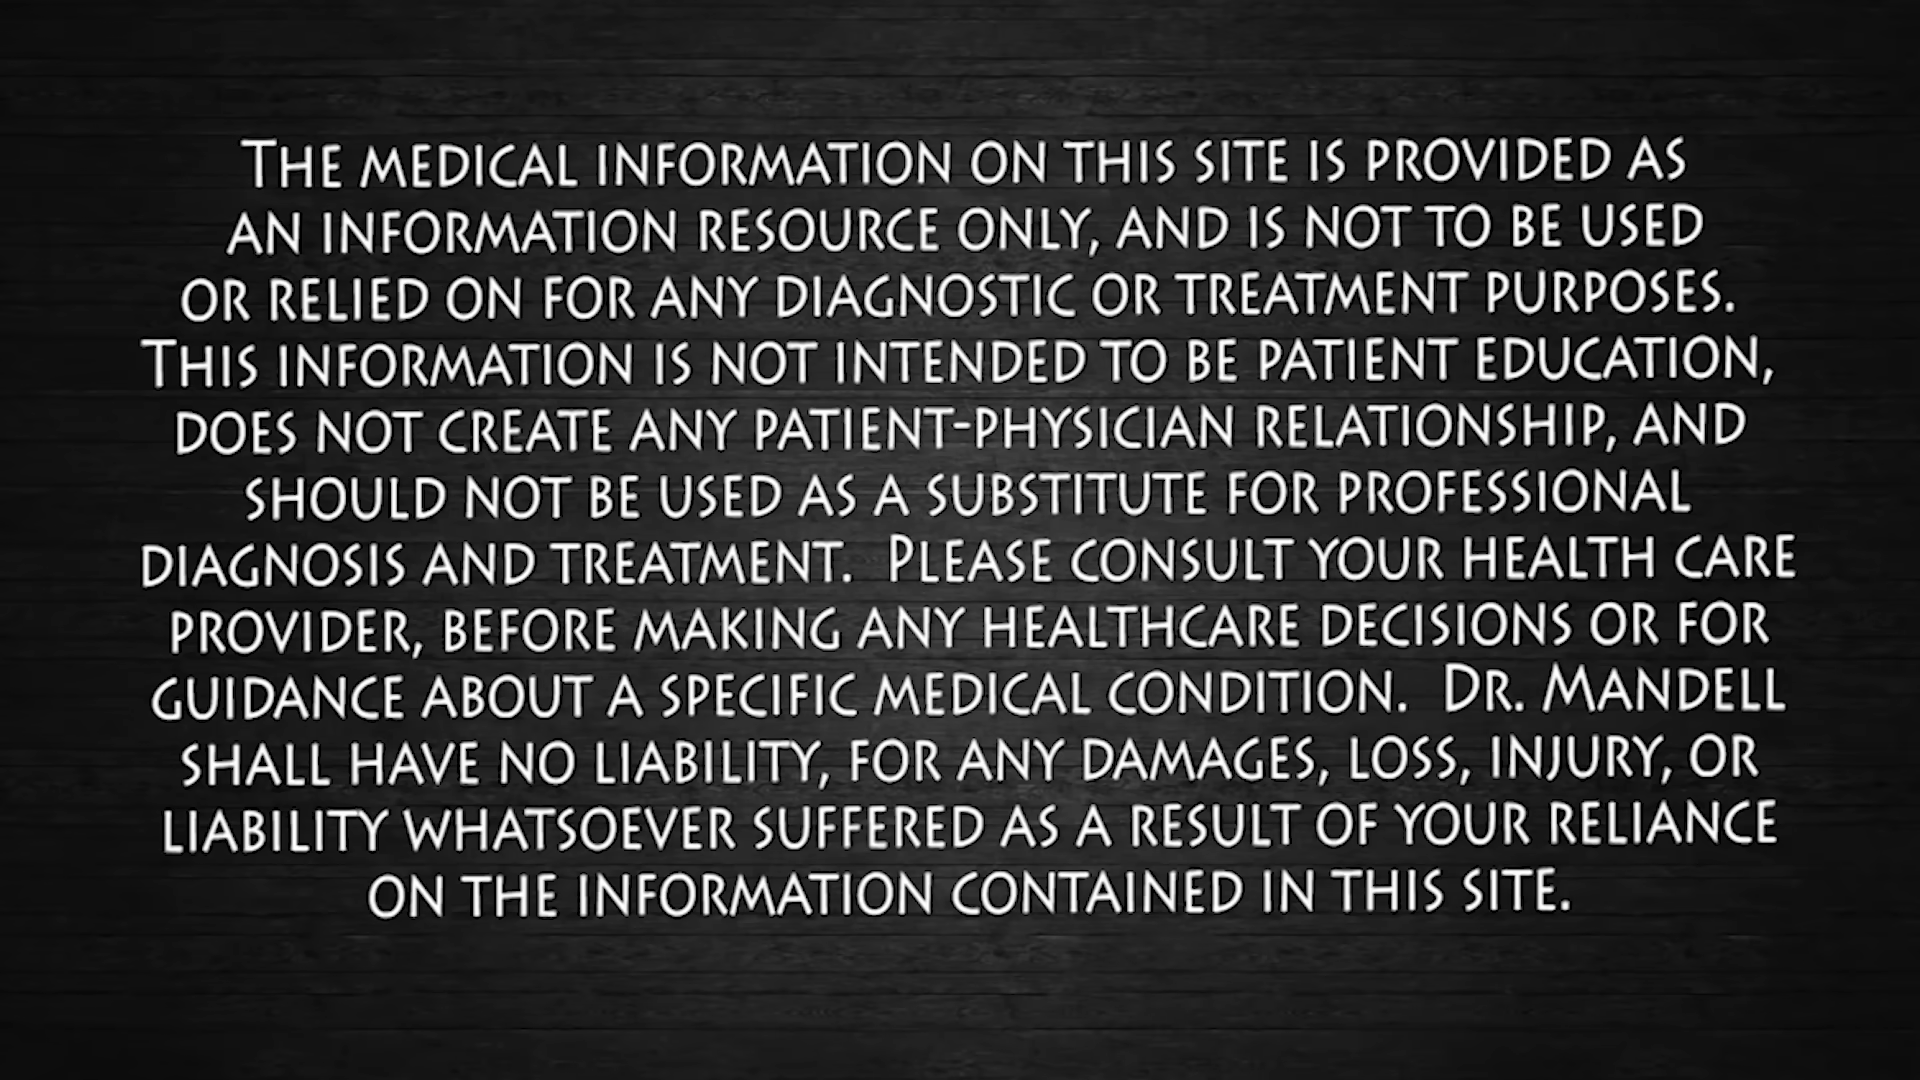 The medical information on this site is provided as
an information resource only, and is not to be used
or relied on for any diagnostic or treatment purposes.
This information is not intended to be patient education,
does not create any patient-physician relationship, and
should not be used as a substitute for professional
diagnosis and treatment.  Please consult your health care
provider, before making any healthcare decisions or for
guidance about a specific medical condition.  Dr. Mandell
shall have no liability, for any damages, loss, injury, or
liability whatsoever suffered as a result of your reliance
on the information contained in this site.